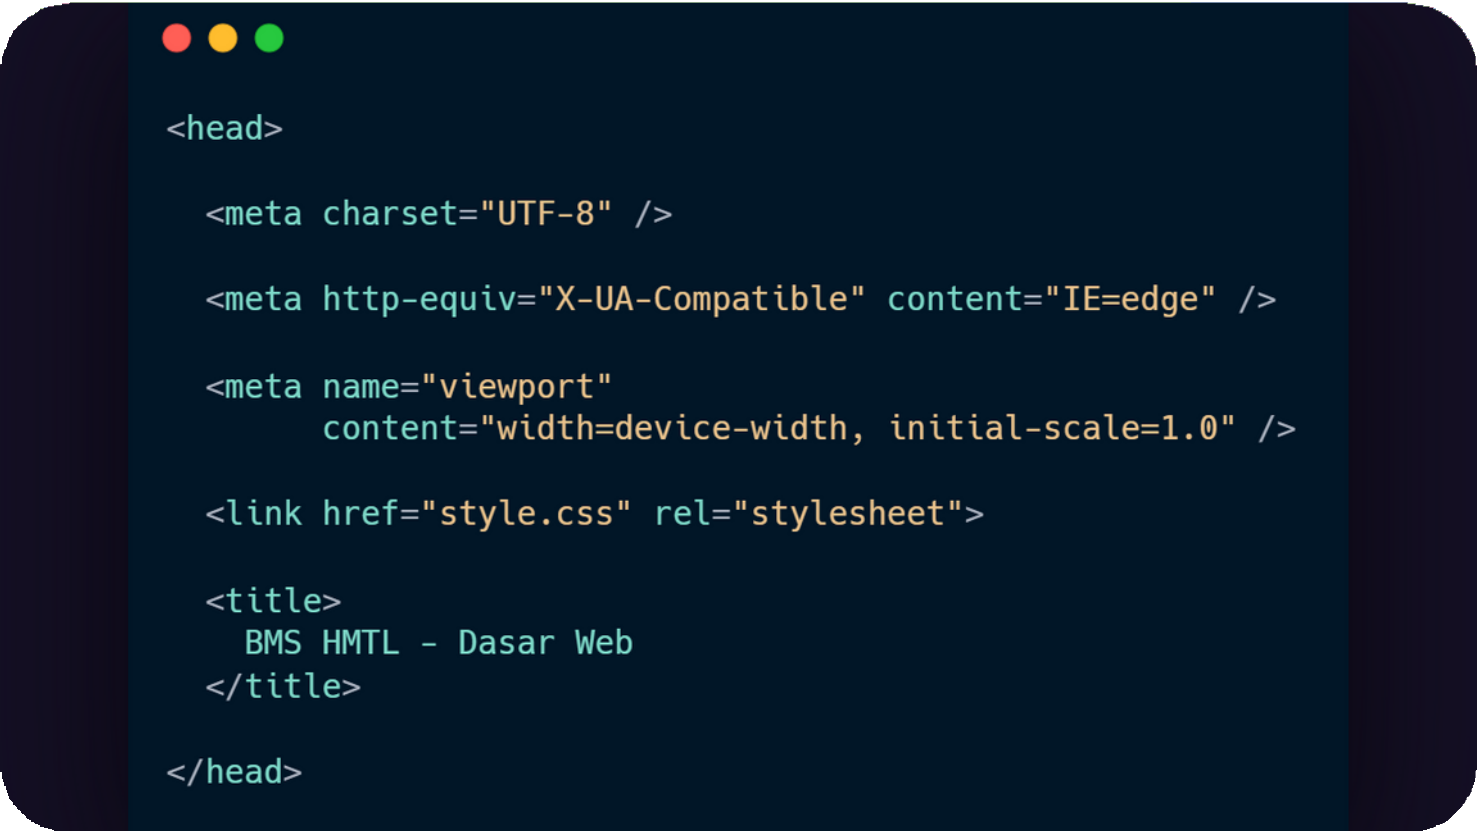 <head>
<meta charset="UTF-8" />
<meta http-equiv="X-UA-Compatible" content="IE=edge" />
<meta name="viewport"
content="width=device-width, initial-scale=1.0" />
<link href="style.css" rel="stylesheet">
<title>
BMS HMTL - Dasar Web
</title>
</head>